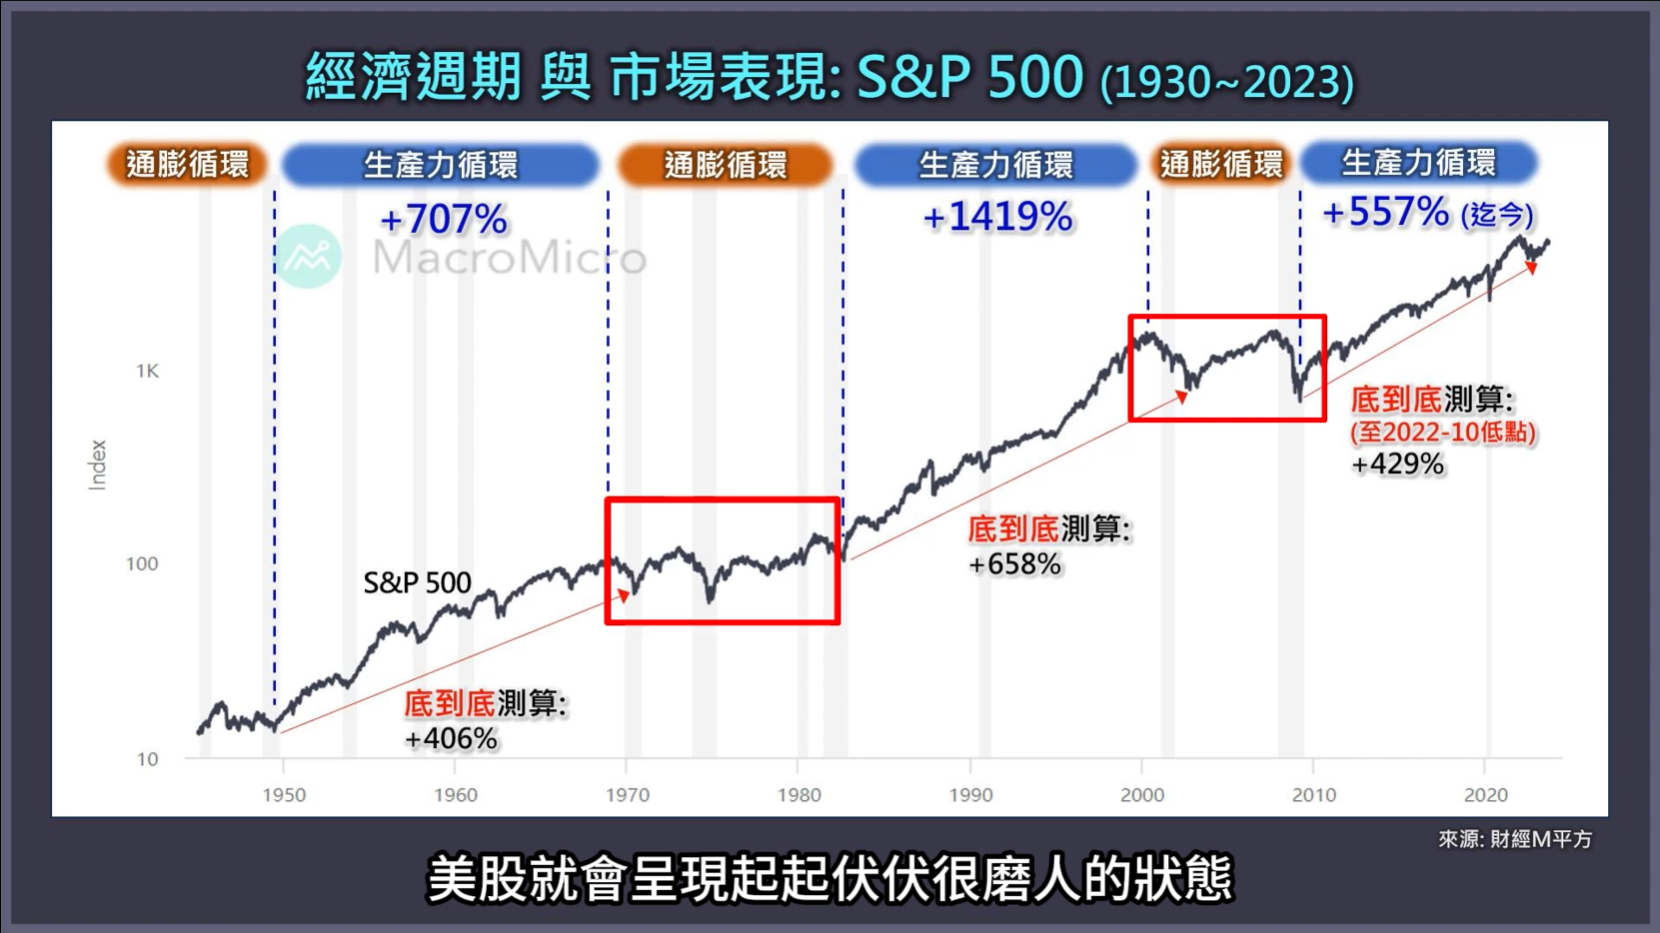 經濟週期 與 市場表現: S&P 500 (1930~2023)
通膨循環
生產力循環
通膨循環
生產力循環
通膨循環
生產力循環
+707%
+1419%
+557% (迄今)
MacroMicro
1K
底到底測算:
(至2022-10低點)
+429%
Index
底到底測算:
+658%
100
S&P 500
底到底測算:
+406%
10
1950
1960
1970
1980
1990
2000
2010
2020
來源: 財經M平方
美股就會呈現起起伏伏很磨人的狀態